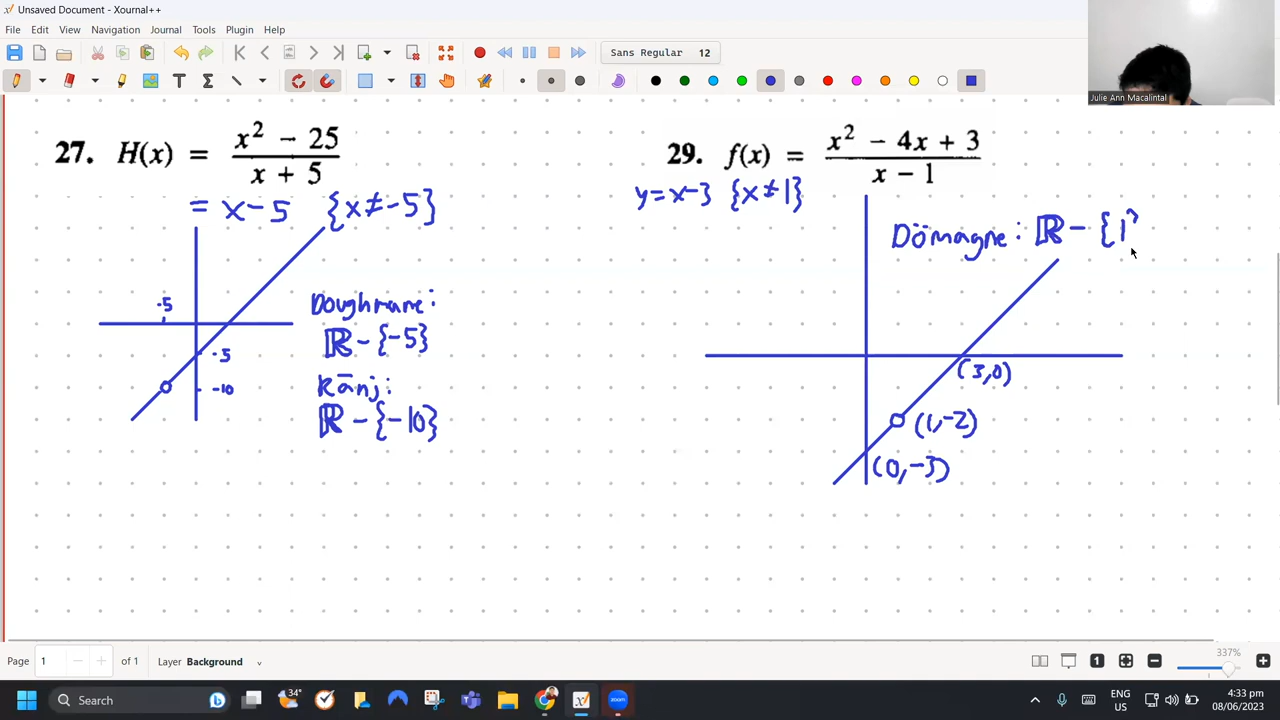 Unsaved Document - Xournal++
File Edit View Navigation Journal Tools Plugin Help
Sans Regular 12
Julie Ann Macalintal
27. H(x) = (x² − 25)/(x + 5)
= x-5 {x≠-5}
-5
-5
-10
Doughmane:
ℝ-{-5}
Rānj:
ℝ-{-10}
29. f(x) = (x² − 4x + 3)/(x − 1)
y=x-3 {x≠1}
Dömagne: ℝ-{1}
(3,0)
(1,-2)
(0,-3)
Page 1 of 1 Layer Background
337%
34°
Search
ENG
US
4:33 pm
08/06/2023